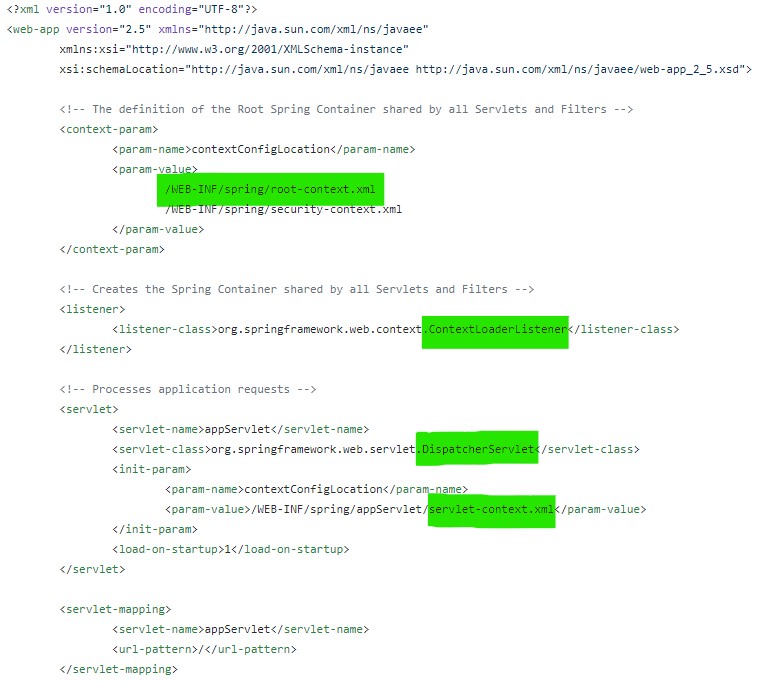 <?xml version="1.0" encoding="UTF-8"?>
<web-app version="2.5" xmlns="http://java.sun.com/xml/ns/javaee"
xmlns:xsi="http://www.w3.org/2001/XMLSchema-instance"
xsi:schemaLocation="http://java.sun.com/xml/ns/javaee http://java.sun.com/xml/ns/javaee/web-app_2_5.xsd">
<!-- The definition of the Root Spring Container shared by all Servlets and Filters -->
<context-param>
<param-name>contextConfigLocation</param-name>
<param-value>
/WEB-INF/spring/root-context.xml
/WEB-INF/spring/security-context.xml
</param-value>
</context-param>
<!-- Creates the Spring Container shared by all Servlets and Filters -->
<listener>
<listener-class>org.springframework.web.context.ContextLoaderListener</listener-class>
</listener>
<!-- Processes application requests -->
<servlet>
<servlet-name>appServlet</servlet-name>
<servlet-class>org.springframework.web.servlet.DispatcherServlet</servlet-class>
<init-param>
<param-name>contextConfigLocation</param-name>
<param-value>/WEB-INF/spring/appServlet/servlet-context.xml</param-value>
</init-param>
<load-on-startup>1</load-on-startup>
</servlet>
<servlet-mapping>
<servlet-name>appServlet</servlet-name>
<url-pattern>/</url-pattern>
</servlet-mapping>